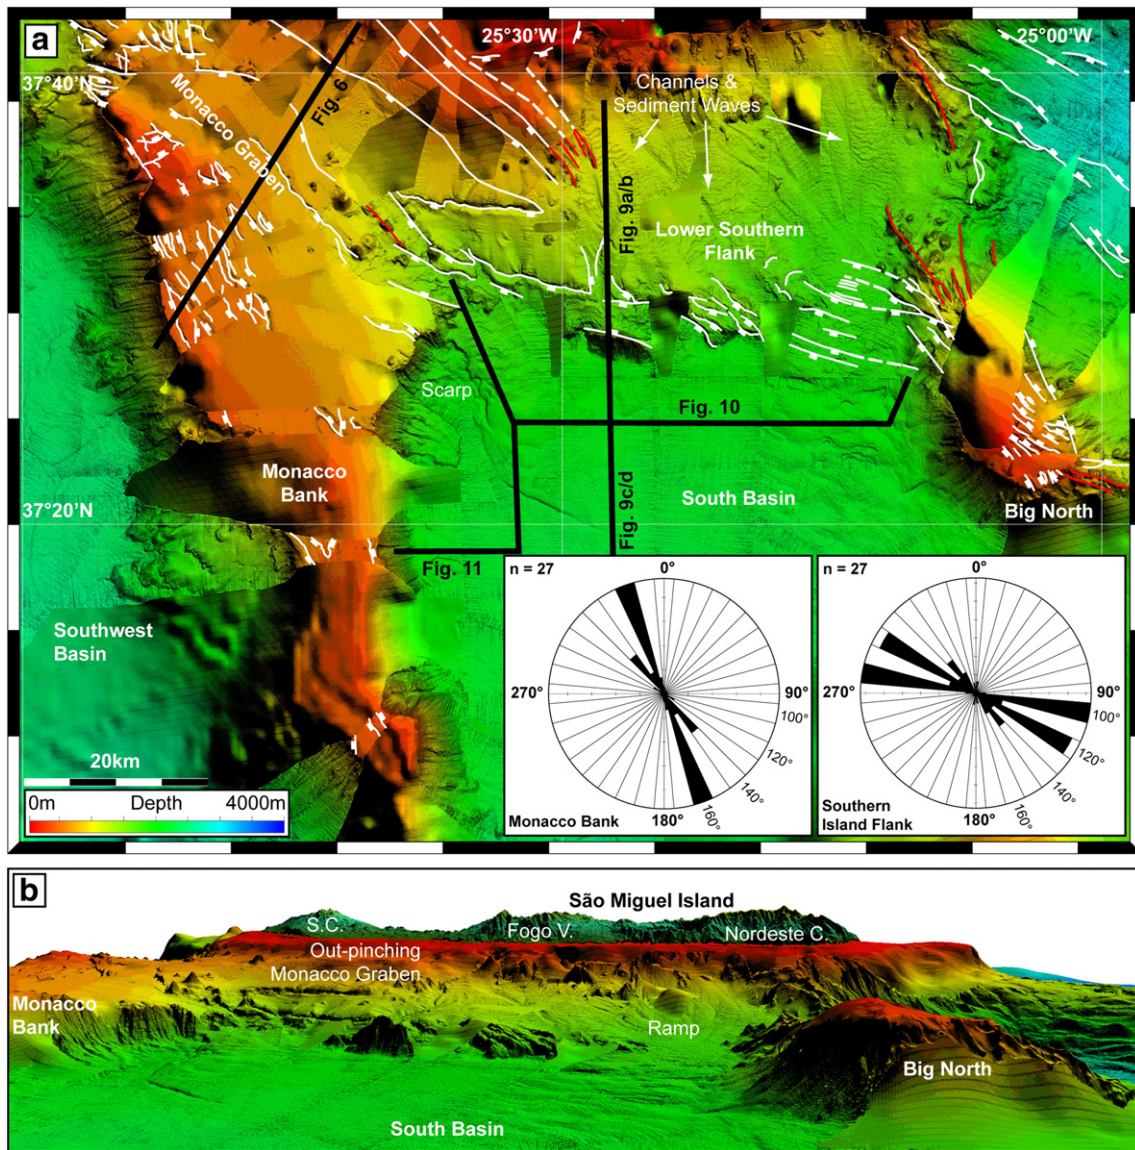 a
25°30'W
25°00'W
37°40'N
Monacco Graben
Fig. 6
Channels &
Sediment Waves
Fig. 9a/b
Lower Southern
Flank
Scarp
Fig. 10
Monacco
Bank
South Basin
37°20'N
Big North
Fig. 9c/d
Fig. 11
Southwest
Basin
20km
0m Depth 4000m
n = 27
0°
270°
90°
100°
120°
140°
160°
180°
Monacco Bank
n = 27
0°
270°
90°
100°
120°
140°
160°
180°
Southern
Island Flank
b
São Miguel Island
S.C.
Fogo V.
Nordeste C.
Out-pinching
Monacco Graben
Monacco
Bank
Ramp
Big North
South Basin